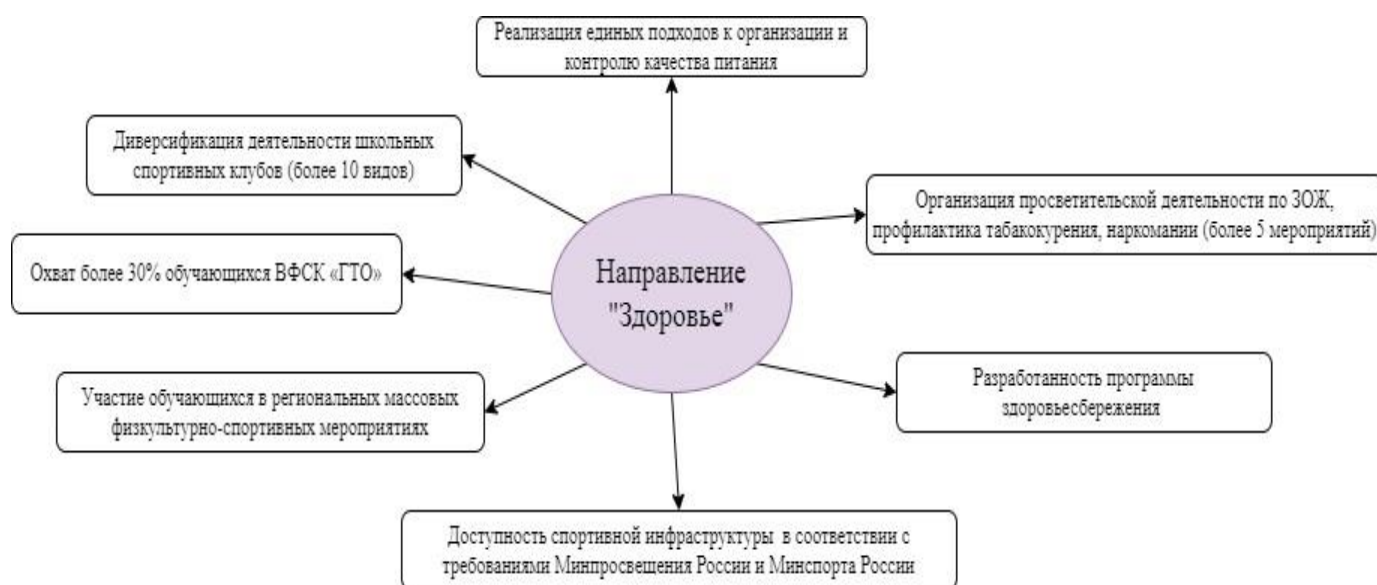 Реализация единых подходов к организации и
контролю качества питания
Диверсификация деятельности школьных
спортивных клубов (более 10 видов)
Организация просветительской деятельности по ЗОЖ,
профилактика табакокурения, наркомании (более 5 мероприятий)
Охват более 30% обучающихся ВФСК «ГТО»
Направление
"Здоровье"
Участие обучающихся в региональных массовых
физкультурно-спортивных мероприятиях
Разработанность программы
здоровьесбережения
Доступность спортивной инфраструктуры в соответствии с
требованиями Минпросвещения России и Минспорта России